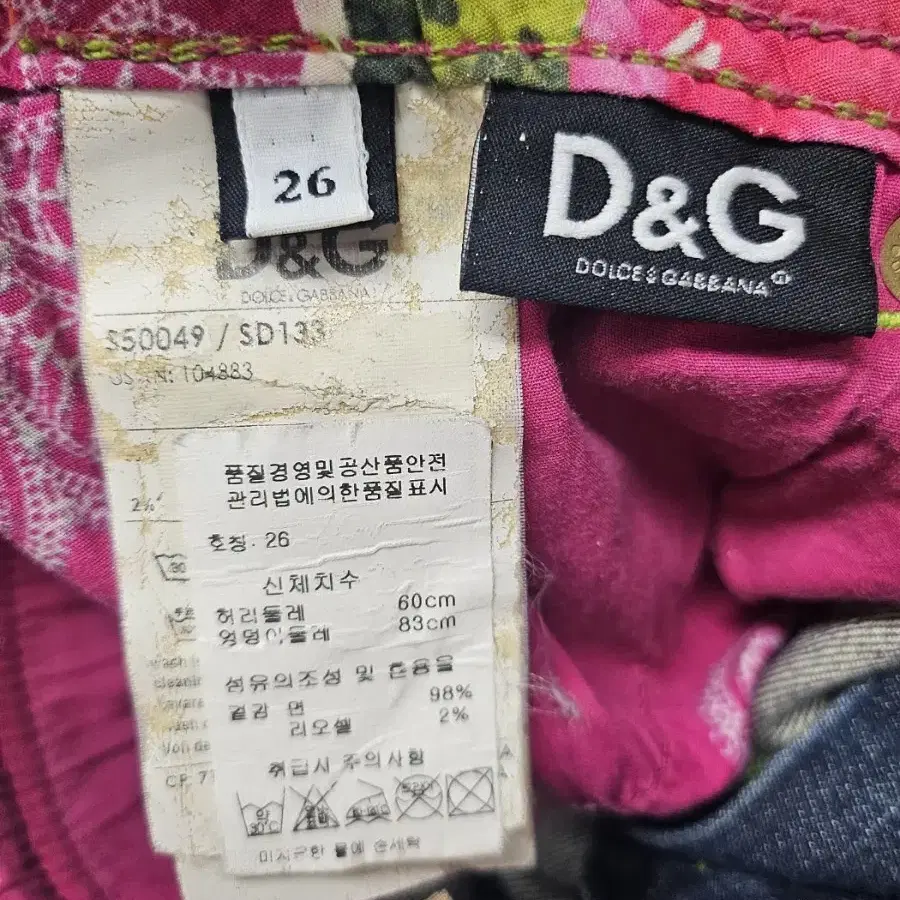 26
D&G
DOLCE & GABBANA
D&G
DOLCE & GABBANA
S50049 / SD133
104883
품질경영및공산품안전
관리법에의한품질표시
호칭. 26
신체치수
허리둘레 60cm
엉덩이둘레 83cm
섬유의조성 및 혼용율
겉감 면 98%
리오셀 2%
취급시 주의사항
약 30°C
미지근한 물에 손세탁